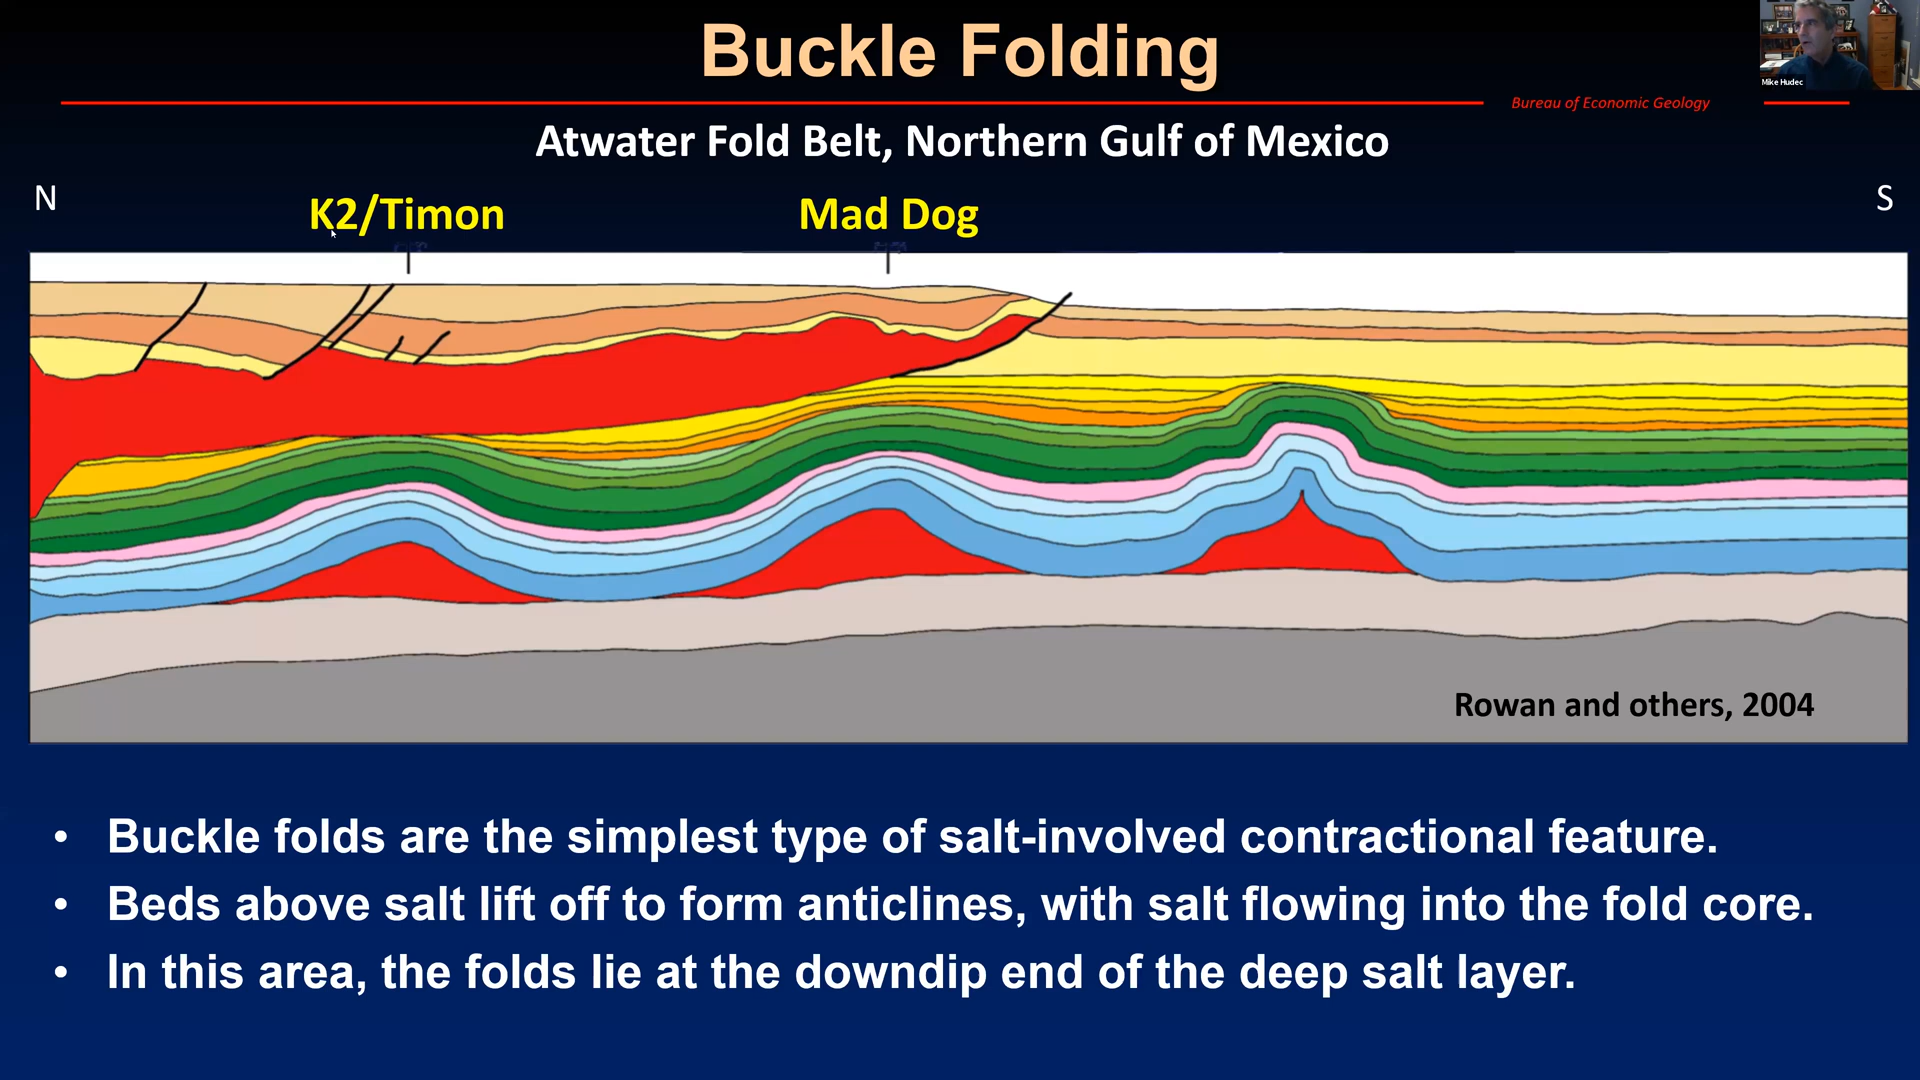 Buckle Folding
Mike Hudec
Bureau of Economic Geology
Atwater Fold Belt, Northern Gulf of Mexico
N
S
K2/Timon
Mad Dog
Rowan and others, 2004
• Buckle folds are the simplest type of salt-involved contractional feature.
• Beds above salt lift off to form anticlines, with salt flowing into the fold core.
• In this area, the folds lie at the downdip end of the deep salt layer.